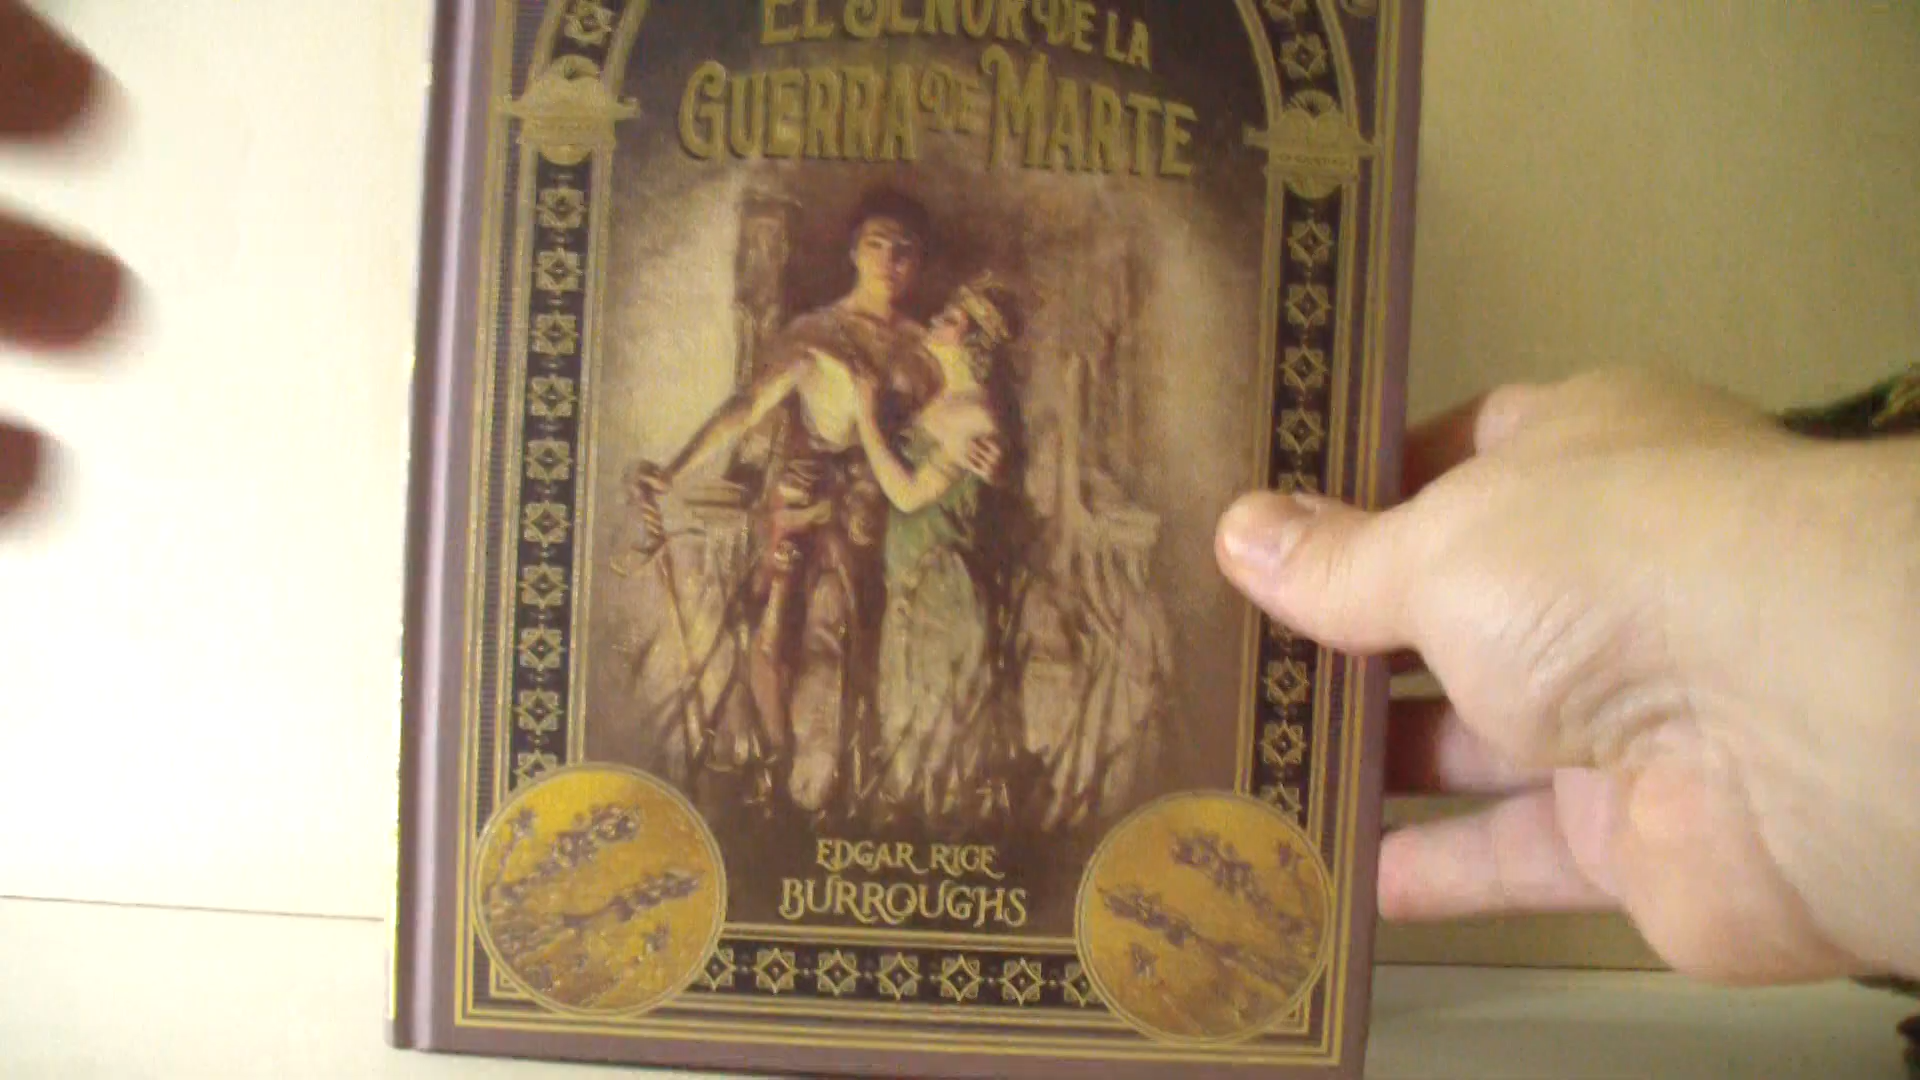 EL SEÑOR DE LA
GUERRA DE MARTE
EDGAR RICE
BURROUGHS